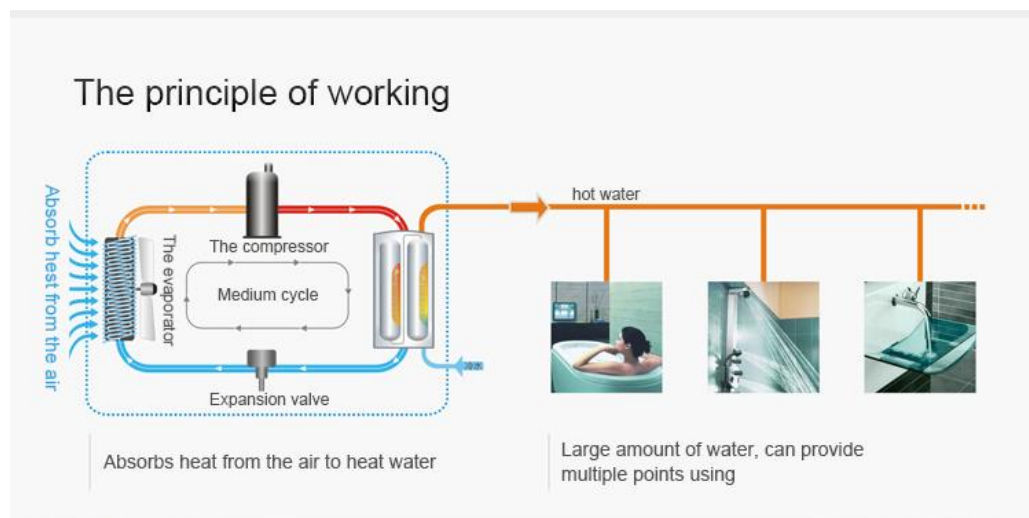 The principle of working
Absorb hest from the air
The evaporator
The compressor
Medium cycle
Expansion valve
hot water
Absorbs heat from the air to heat water
Large amount of water, can provide
multiple points using